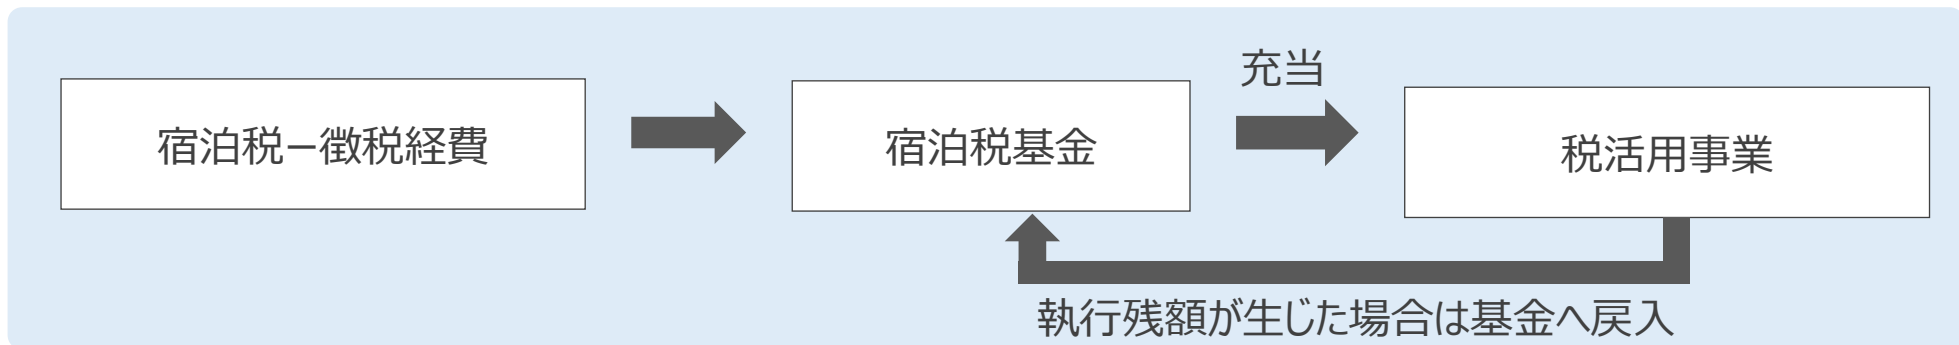 充当
宿泊税−徴税経費
宿泊税基金
税活用事業
執行残額が生じた場合は基金へ戻入